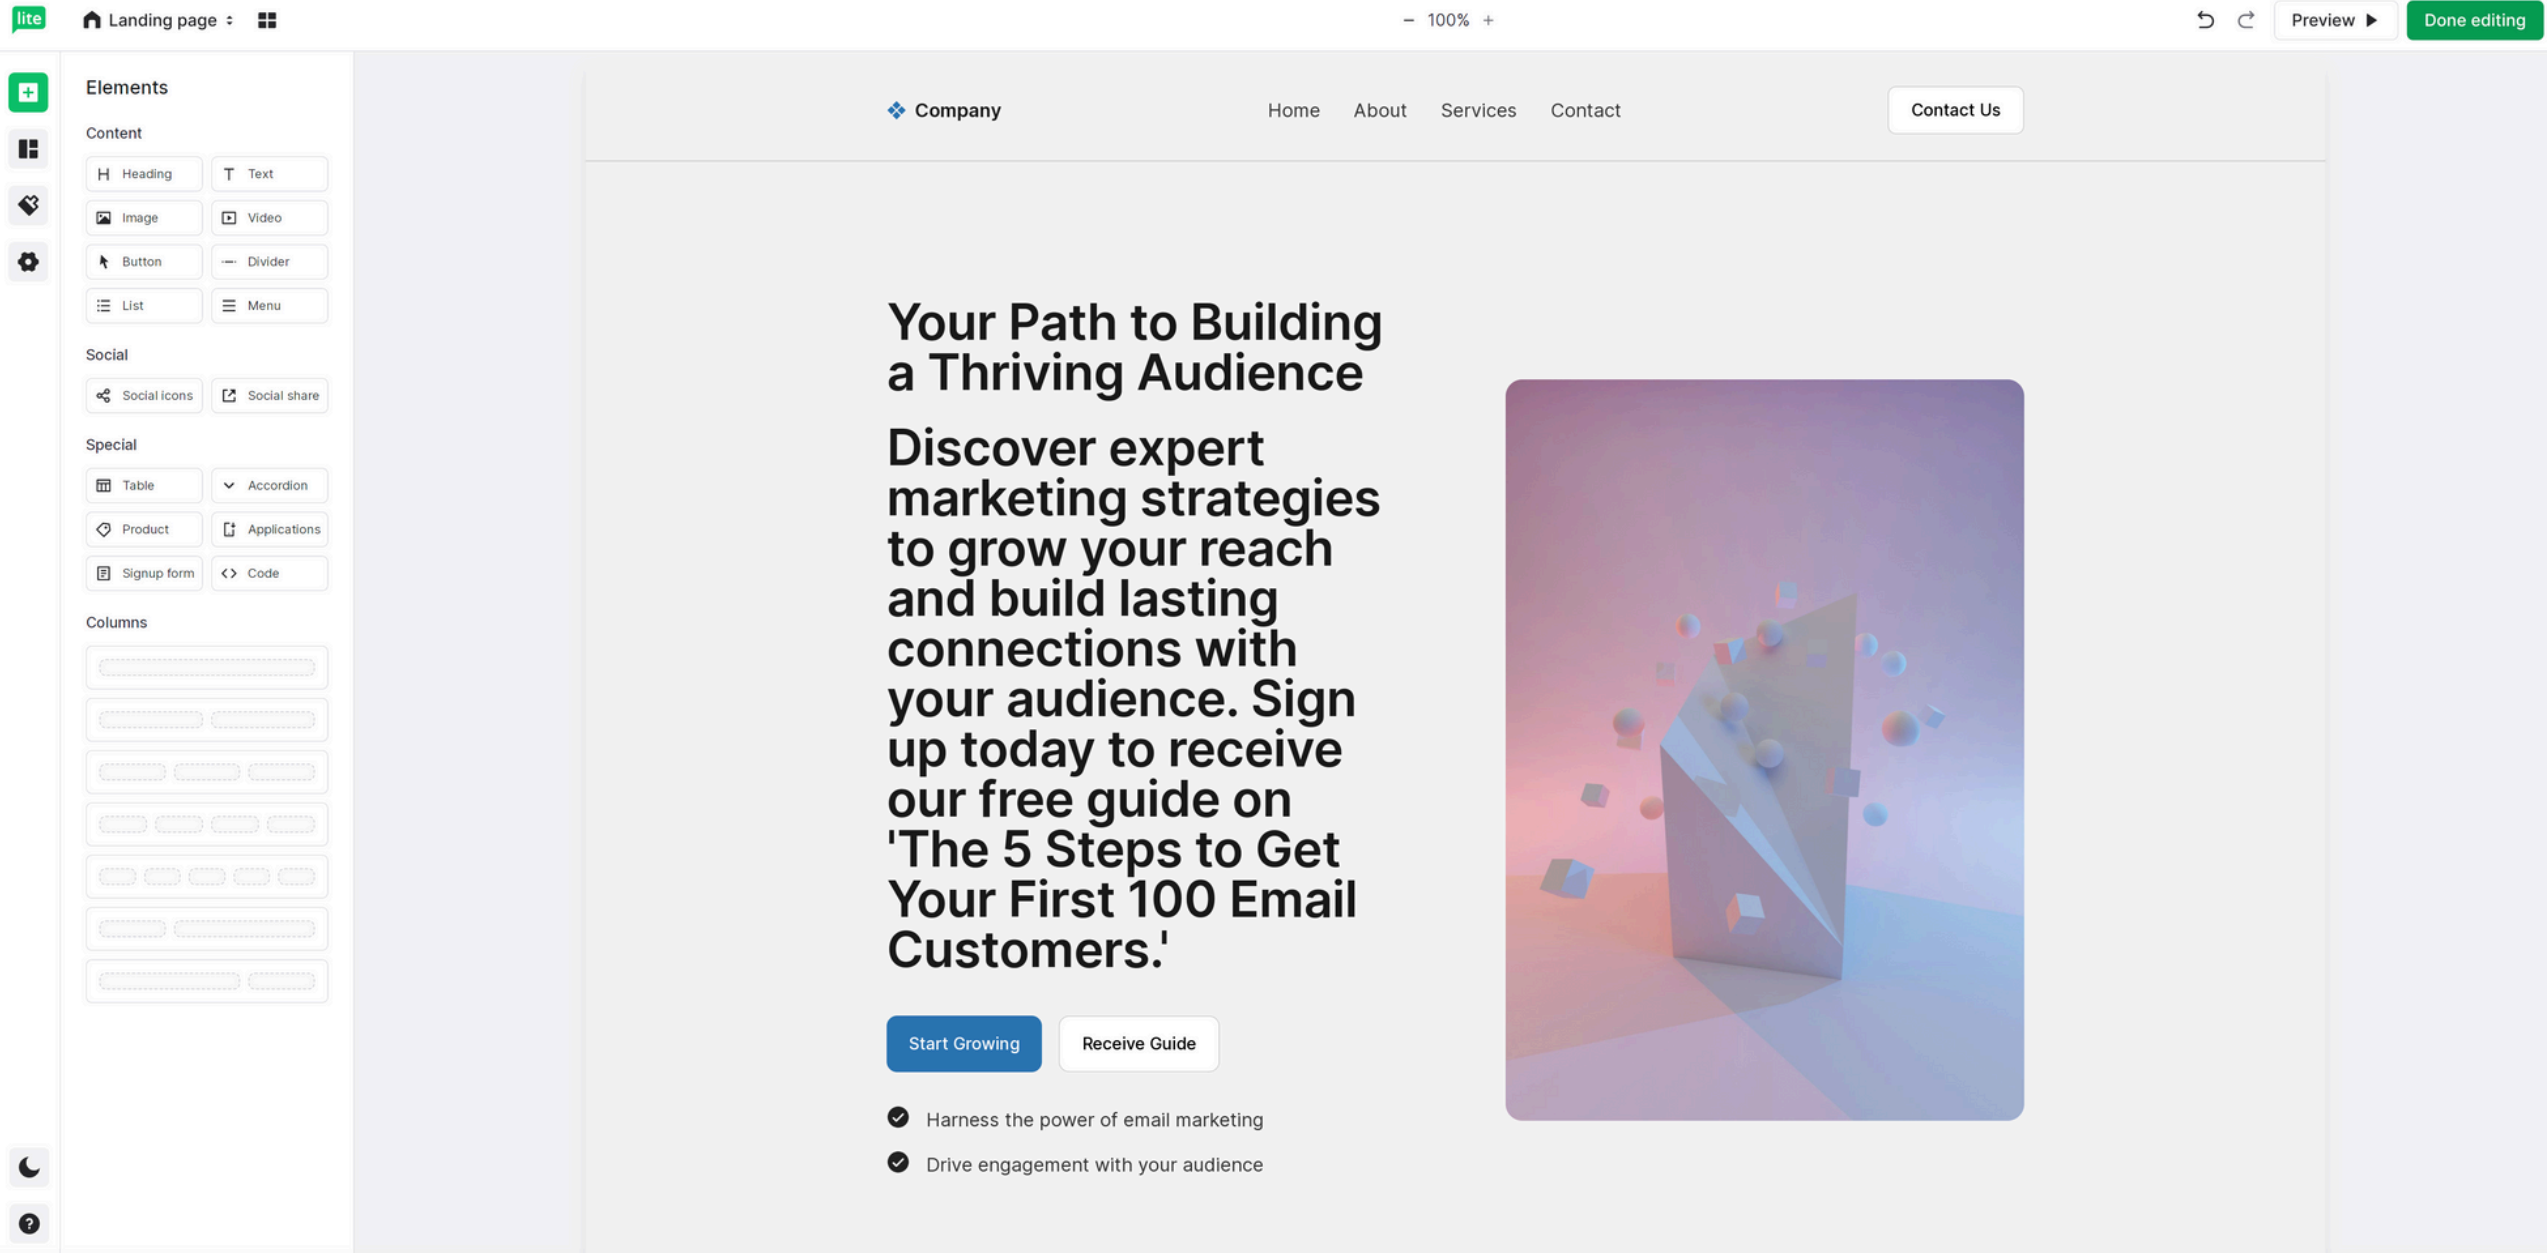 lite
Landing page
− 100% +
Preview
Done editing
Elements
Content
Heading
Text
Image
Video
Button
Divider
List
Menu
Social
Social icons
Social share
Special
Table
Accordion
Product
Applications
Signup form
Code
Columns
Company
Home
About
Services
Contact
Contact Us
Your Path to Building
a Thriving Audience
Discover expert
marketing strategies
to grow your reach
and build lasting
connections with
your audience. Sign
up today to receive
our free guide on
'The 5 Steps to Get
Your First 100 Email
Customers.'
Start Growing
Receive Guide
Harness the power of email marketing
Drive engagement with your audience